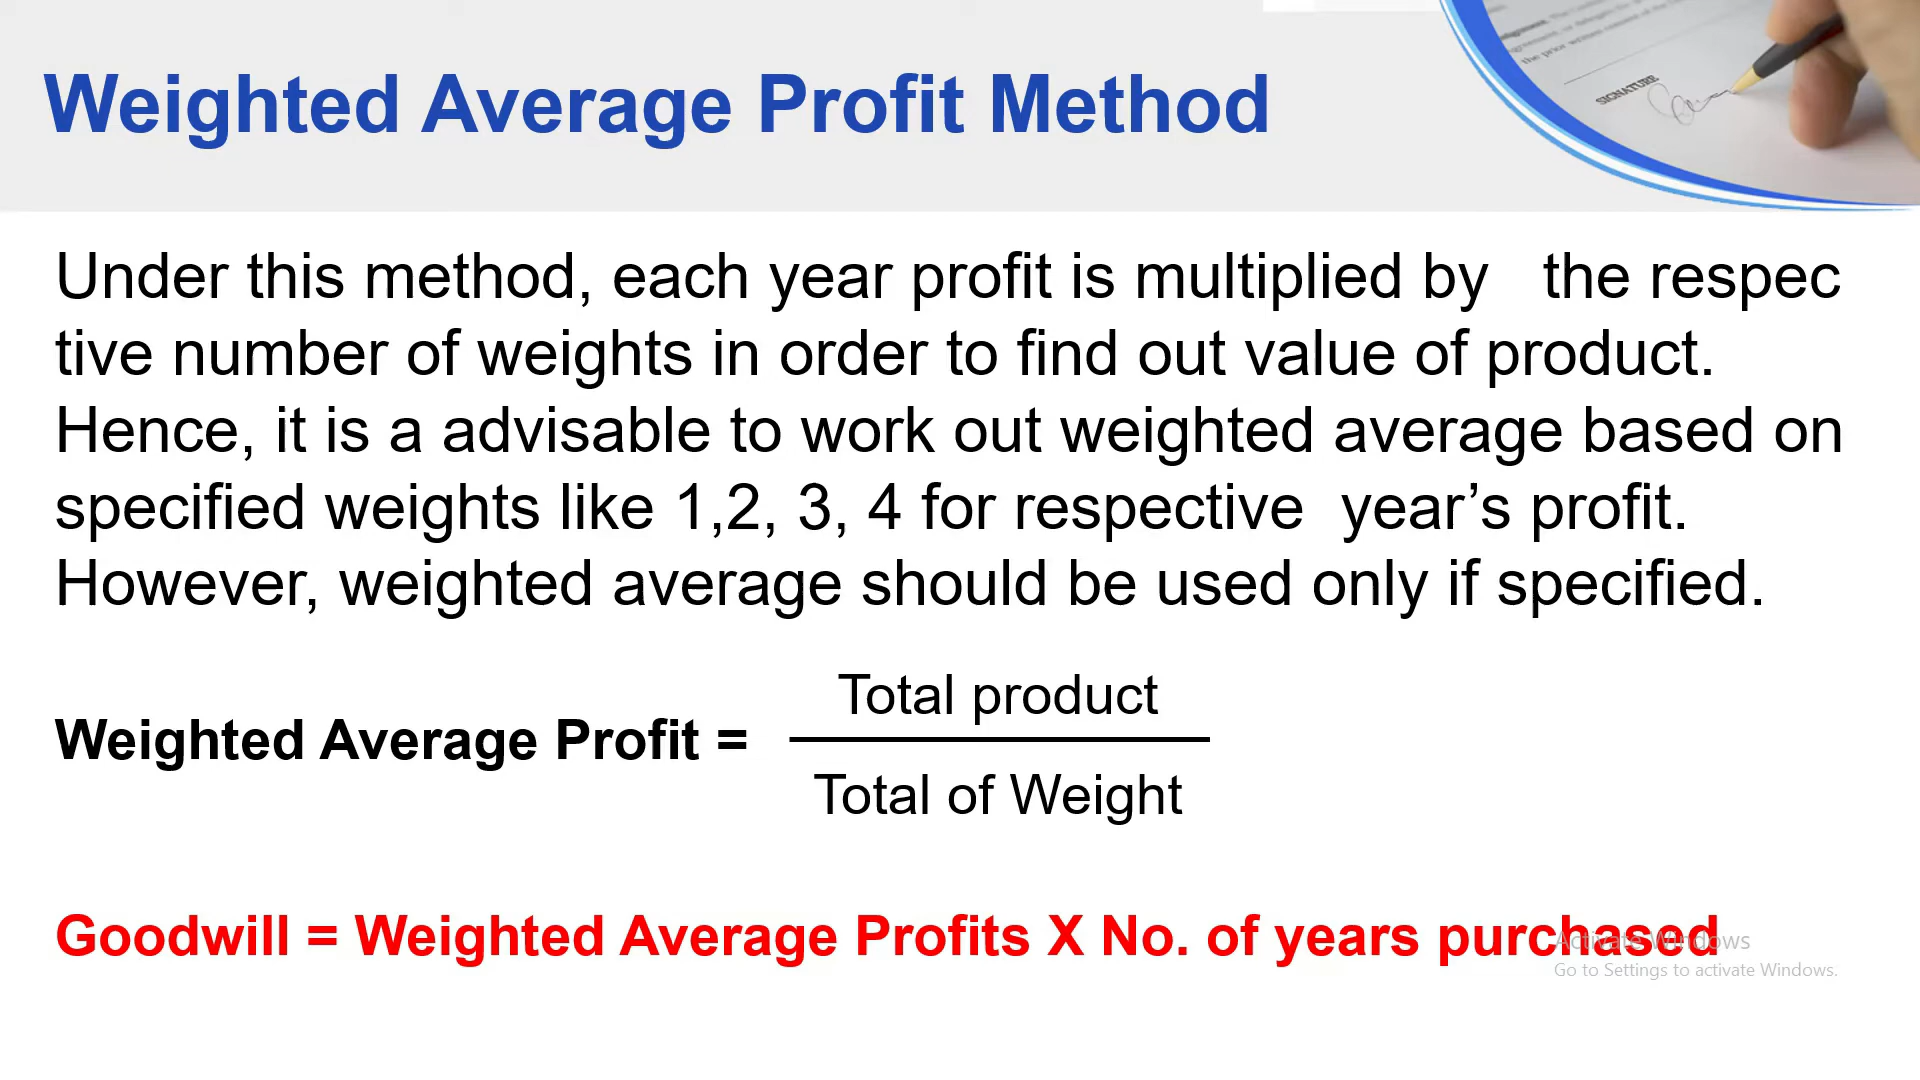 Weighted Average Profit Method
SIGNATURE
Under this method, each year profit is multiplied by the respec
tive number of weights in order to find out value of product.
Hence, it is a advisable to work out weighted average based on
specified weights like 1,2, 3, 4 for respective year’s profit.
However, weighted average should be used only if specified.
Weighted Average Profit =
Total product
Total of Weight
Goodwill = Weighted Average Profits X No. of years purchased
Activate Windows
Go to Settings to activate Windows.